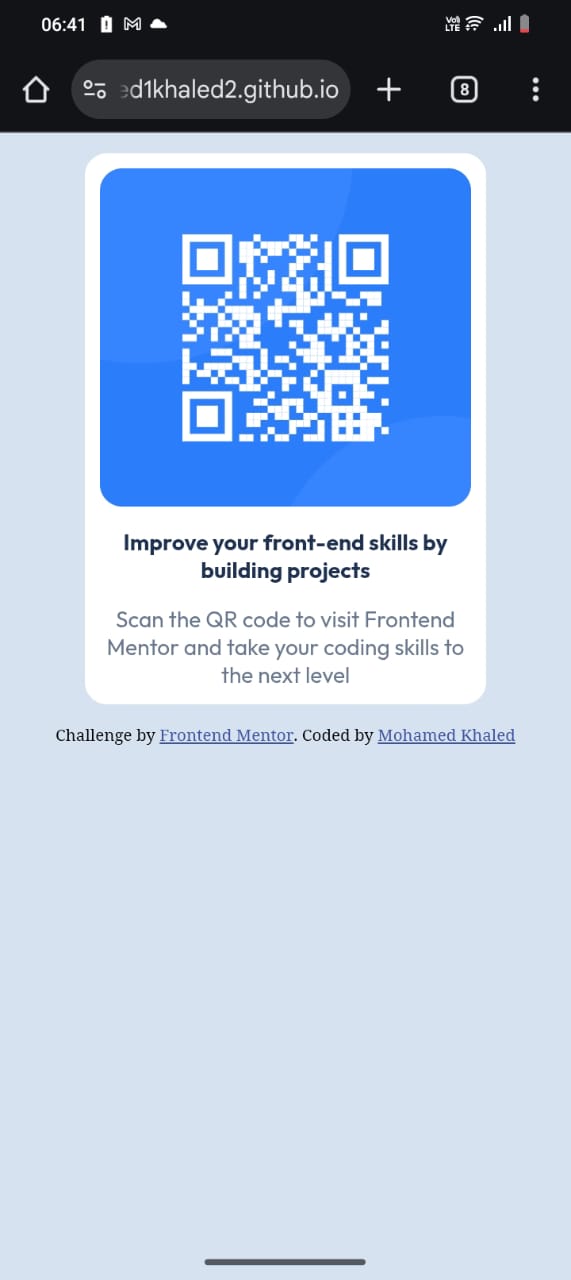 06:41 Vo) LTE
ed1khaled2.github.io 8
Improve your front-end skills by
building projects
Scan the QR code to visit Frontend
Mentor and take your coding skills to
the next level
Challenge by Frontend Mentor. Coded by Mohamed Khaled